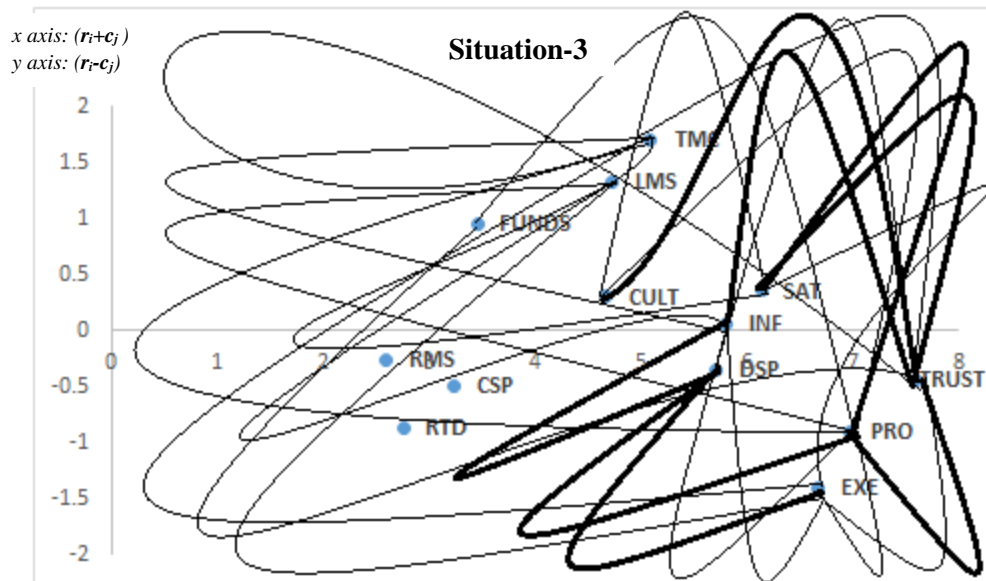 x axis: (ri+cj )
y axis: (ri-cj)
Situation-3
2
1.5
1
0.5
0
-0.5
-1
-1.5
-2
0 1 2 3 4 5 6 7 8
TMC
LMS
FUNDS
CULT
SAT
INF
RMS
DSP
CSP
TRUST
RTD
PRO
EXE